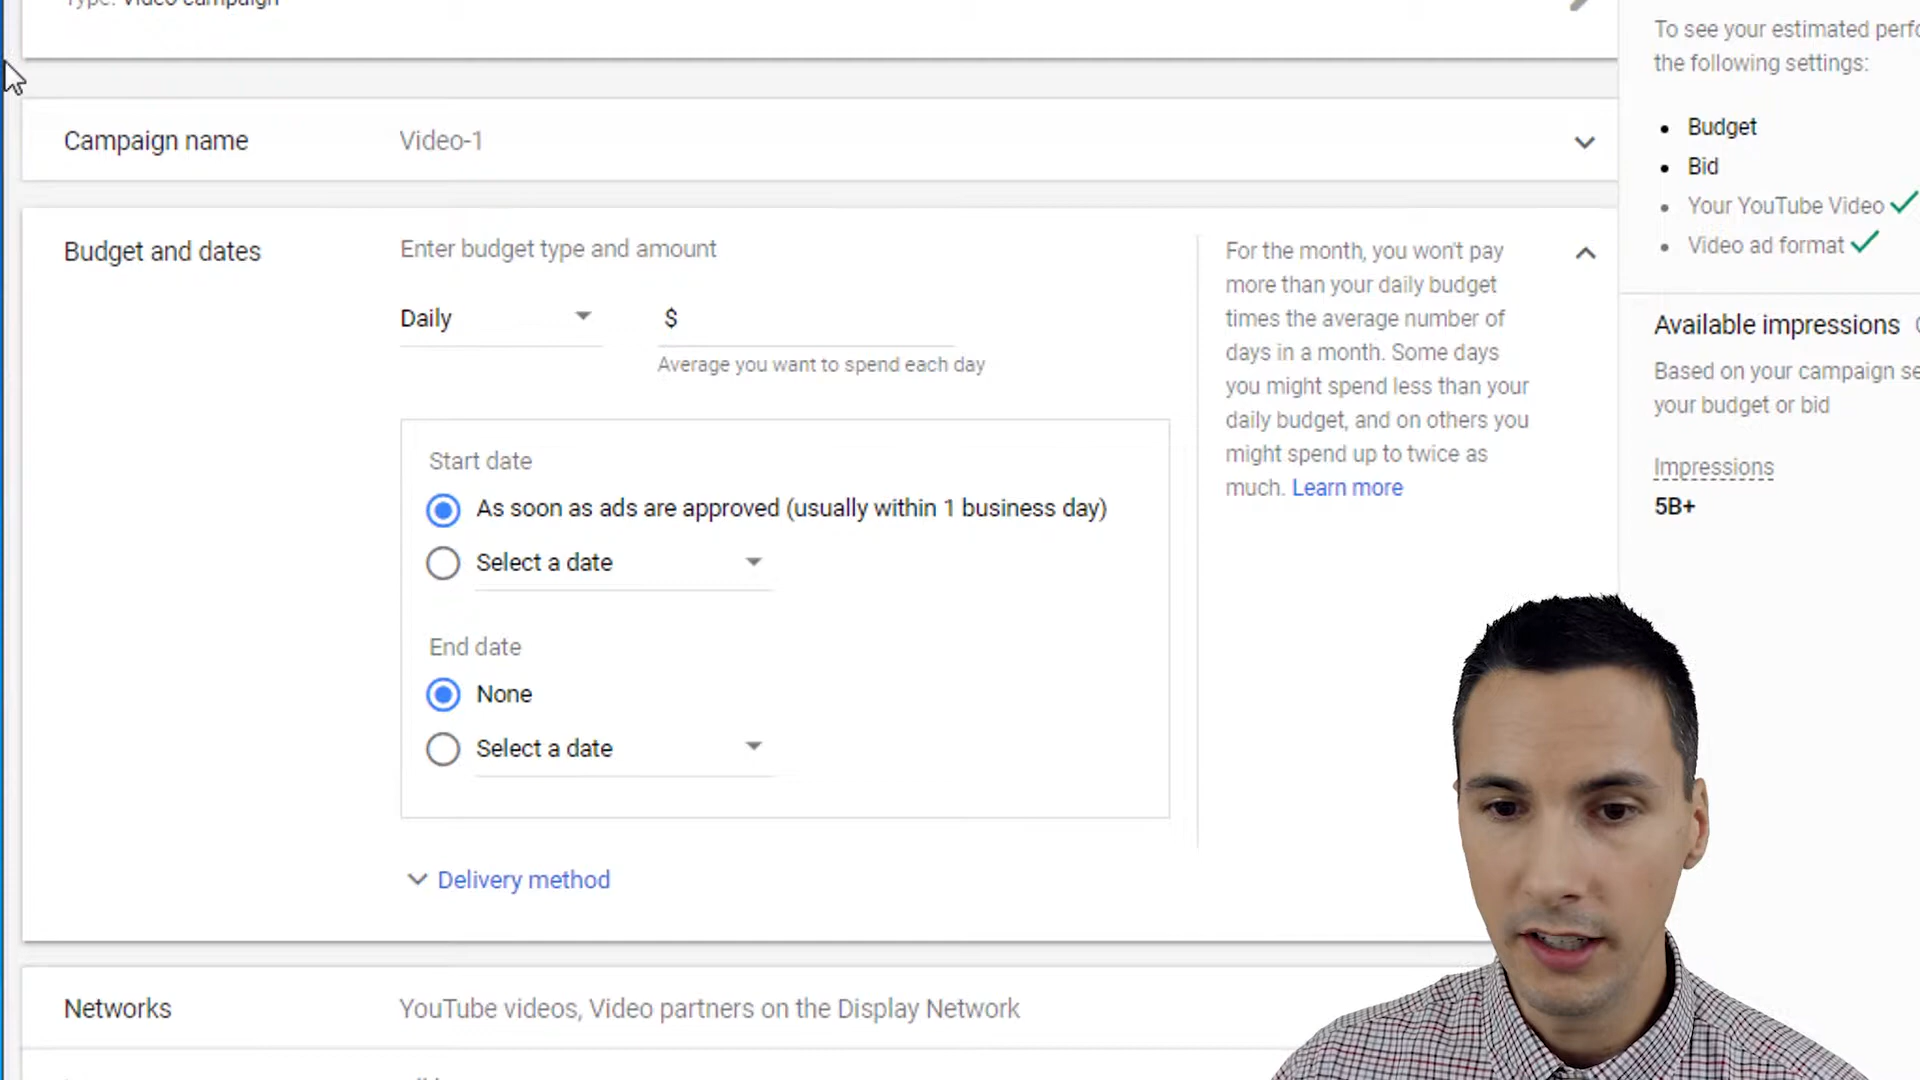 Type: Video campaign
Campaign name
Video-1
Budget and dates
Enter budget type and amount
Daily
$
Average you want to spend each day
Start date
As soon as ads are approved (usually within 1 business day)
Select a date
End date
None
Select a date
Delivery method
For the month, you won't pay
more than your daily budget
times the average number of
days in a month. Some days
you might spend less than your
daily budget, and on others you
might spend up to twice as
much. Learn more
Networks
YouTube videos, Video partners on the Display Network
To see your estimated
the following settings:
Budget
Bid
Your YouTube Video
Video ad format
Available impressions
Based on your campaign
your budget or bid
Impressions
5B+